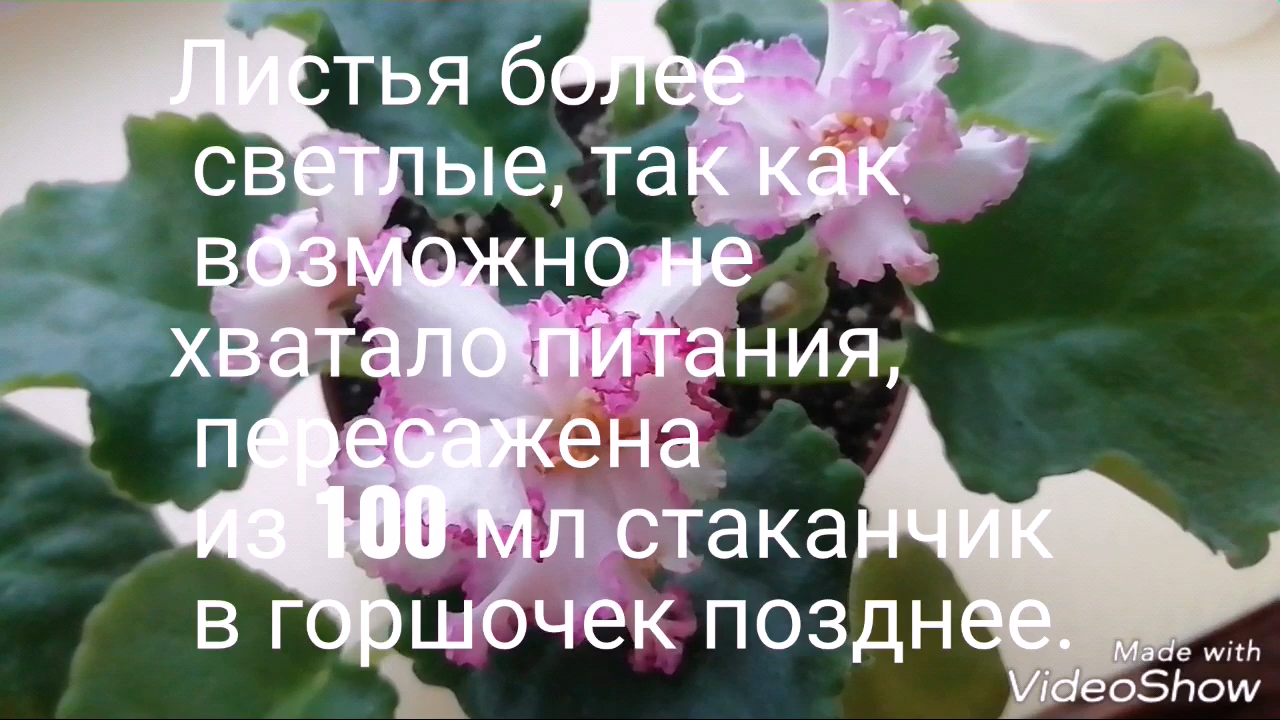 Листья более
светлые, так как
возможно не
хватало питания,
пересажена
из 100 мл стаканчик
в горшочек позднее.
Made with
VideoShow